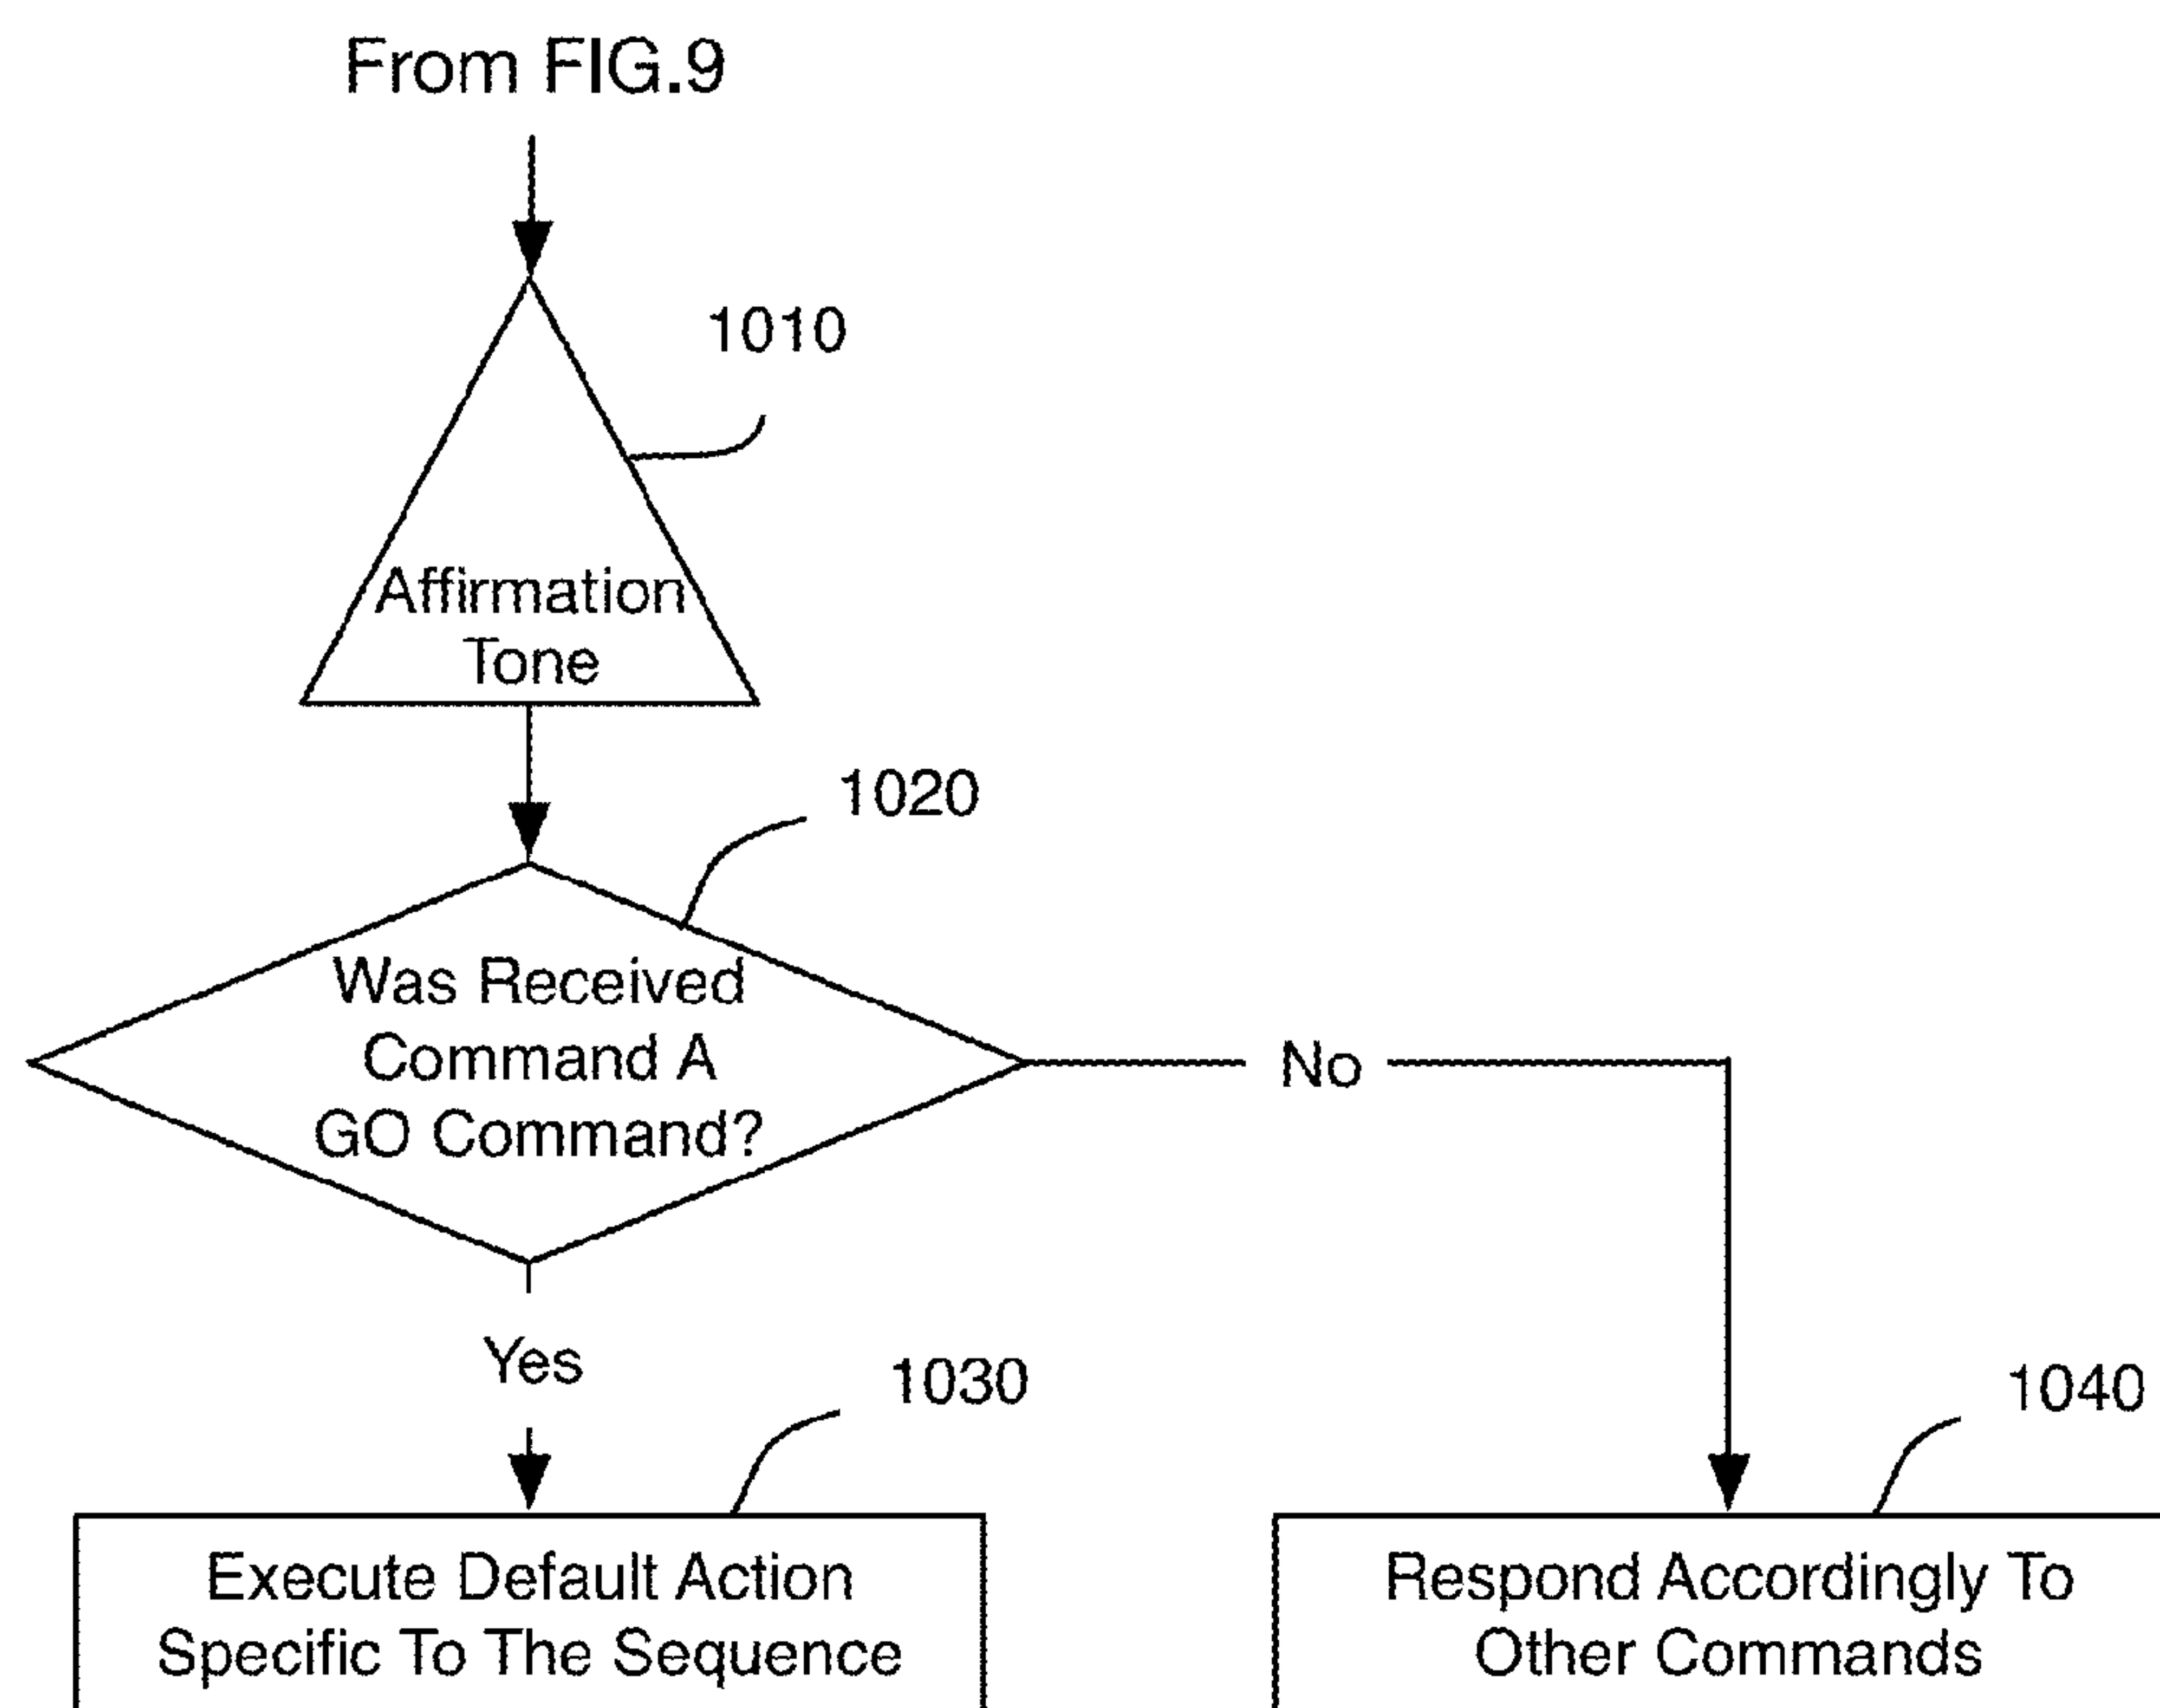 From FIG.9
1010
Affirmation
Tone
1020
Was Received
Command A
GO Command?
No
Yes
1030
1040
Execute Default Action
Specific To The Sequence
Respond Accordingly To
Other Commands